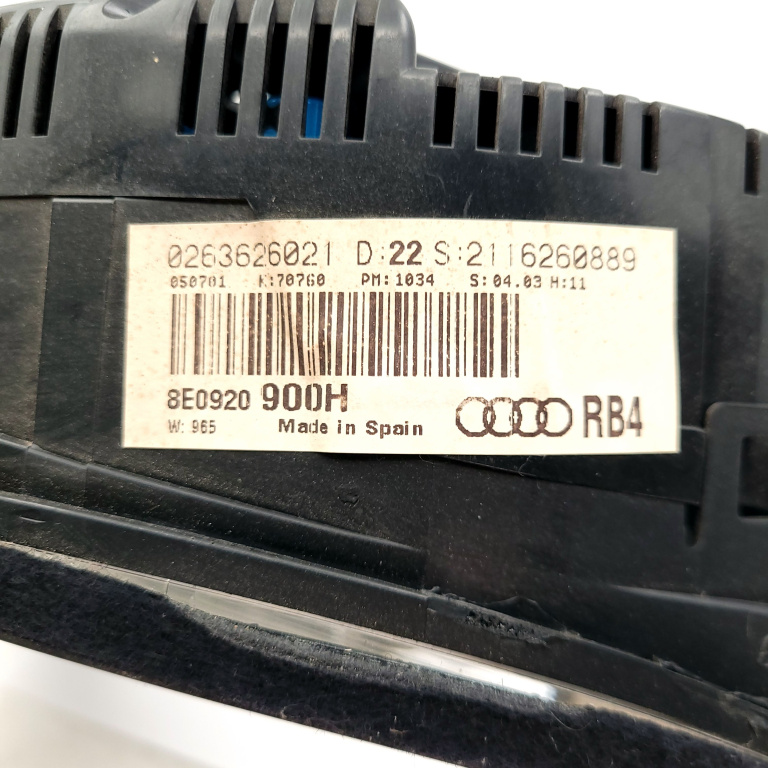 0263626021 D:22 S:2116260889
050701 K:70760 PM:1034 S:04.03 H:11
8E0920 900H
W: 965 Made in Spain RB4